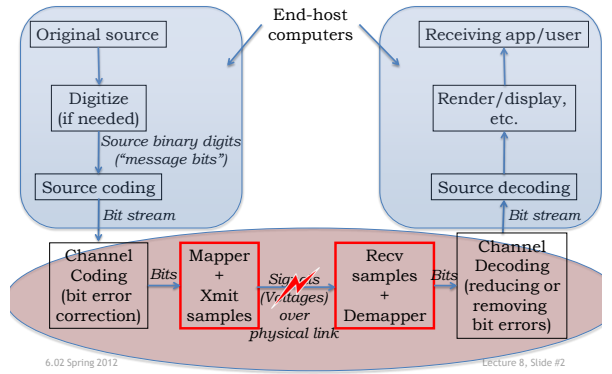 Original source
End-host
computers
Receiving app/user
Digitize
(if needed)
Render/display,
etc.
Source binary digits
("message bits")
Source coding
Source decoding
Bit stream
Bit stream
Channel
Coding
(bit error
correction)
Bits
Mapper
+
Xmit
samples
Signals
(Voltages)
over
physical link
Recv
samples
+
Demapper
Bits
Channel
Decoding
(reducing or
removing
bit errors)
6.02 Spring 2012
Lecture 8, Slide #2